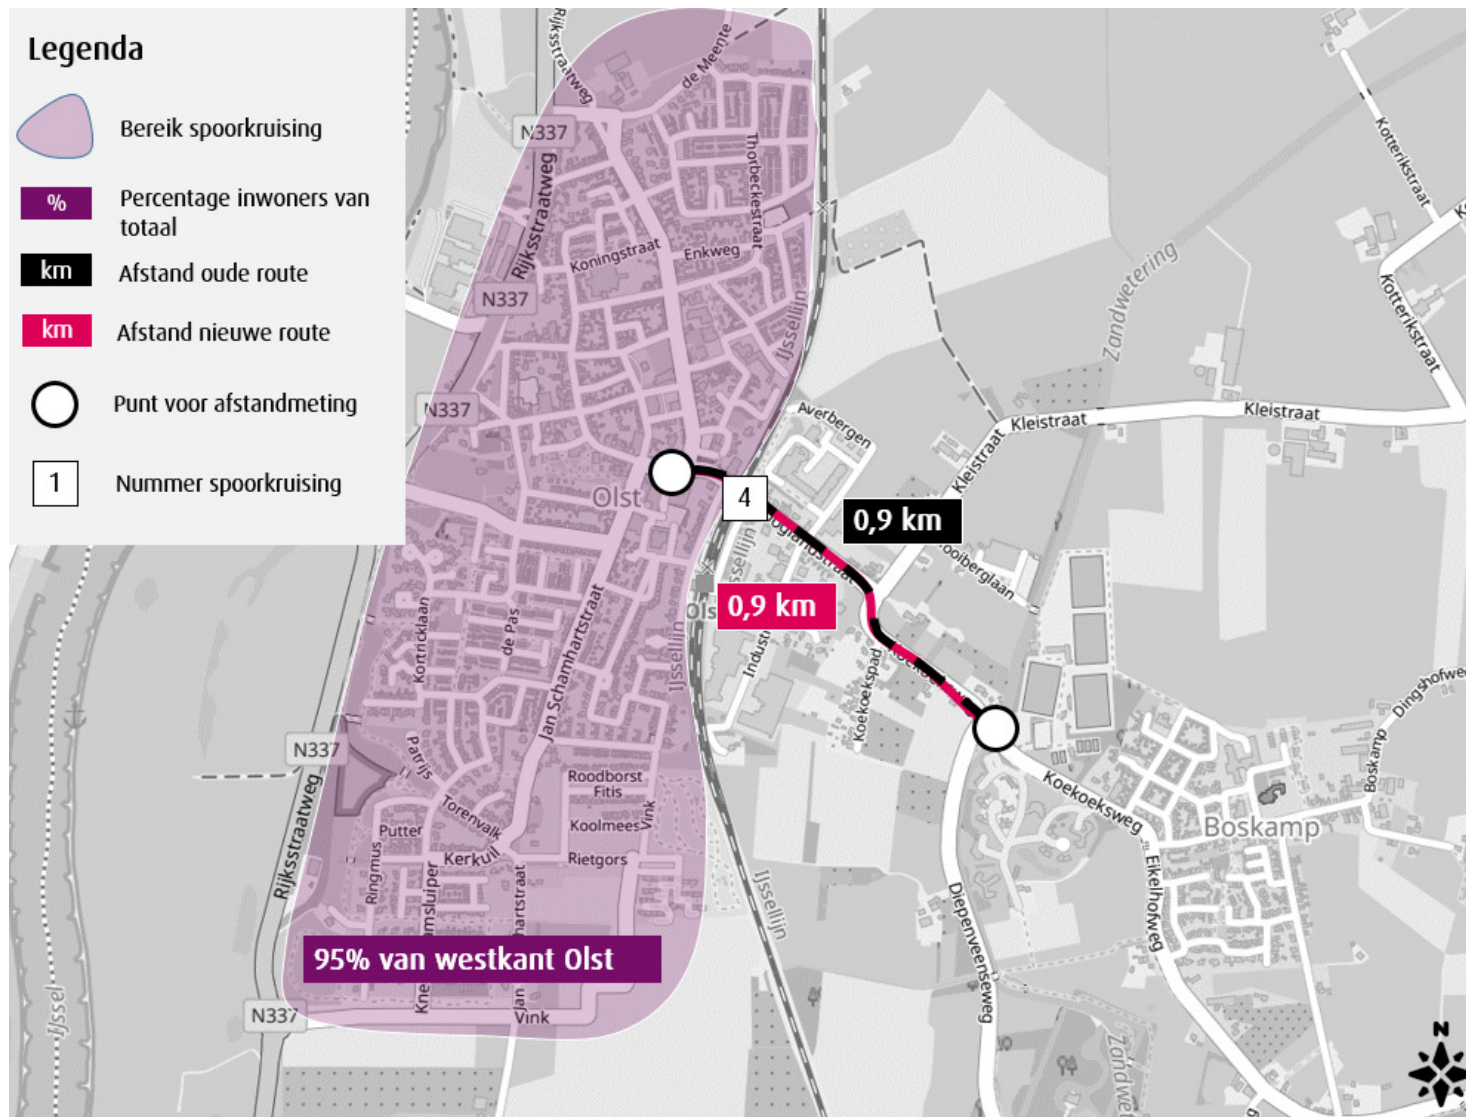 Legenda
Bereik spoorkruising
%
Percentage inwoners van
totaal
km
Afstand oude route
km
Afstand nieuwe route
Punt voor afstandmeting
1
Nummer spoorkruising
Rijksstraatweg
de Meente
N337
Thorbeckestraat
Rijksstraatweg
Koningstraat
Enkweg
N337
IJssellijn
N337
Kotterikstraat
Zandwetering
Kotterikstraat
Averbergen
Kleistraat
Kleistraat
Kleistraat
Olst
4
0,9 km
0,9 km
IJssellijn
Kortricklaan
de Pas
Jan Schamhartstraat
Koekoekspad
N337
Patrijs
Rijksstraatweg
Roodborst
Fitis
Torenvalk
Koolmees
Vink
Putter
Kerkuil
Rietgors
Ringmus
Koekoeksweg
Boskamp
Boskamp
Eikelhofweg
Diepenveenseweg
IJssellijn
95% van westkant Olst
N337
Vink
IJssel
N